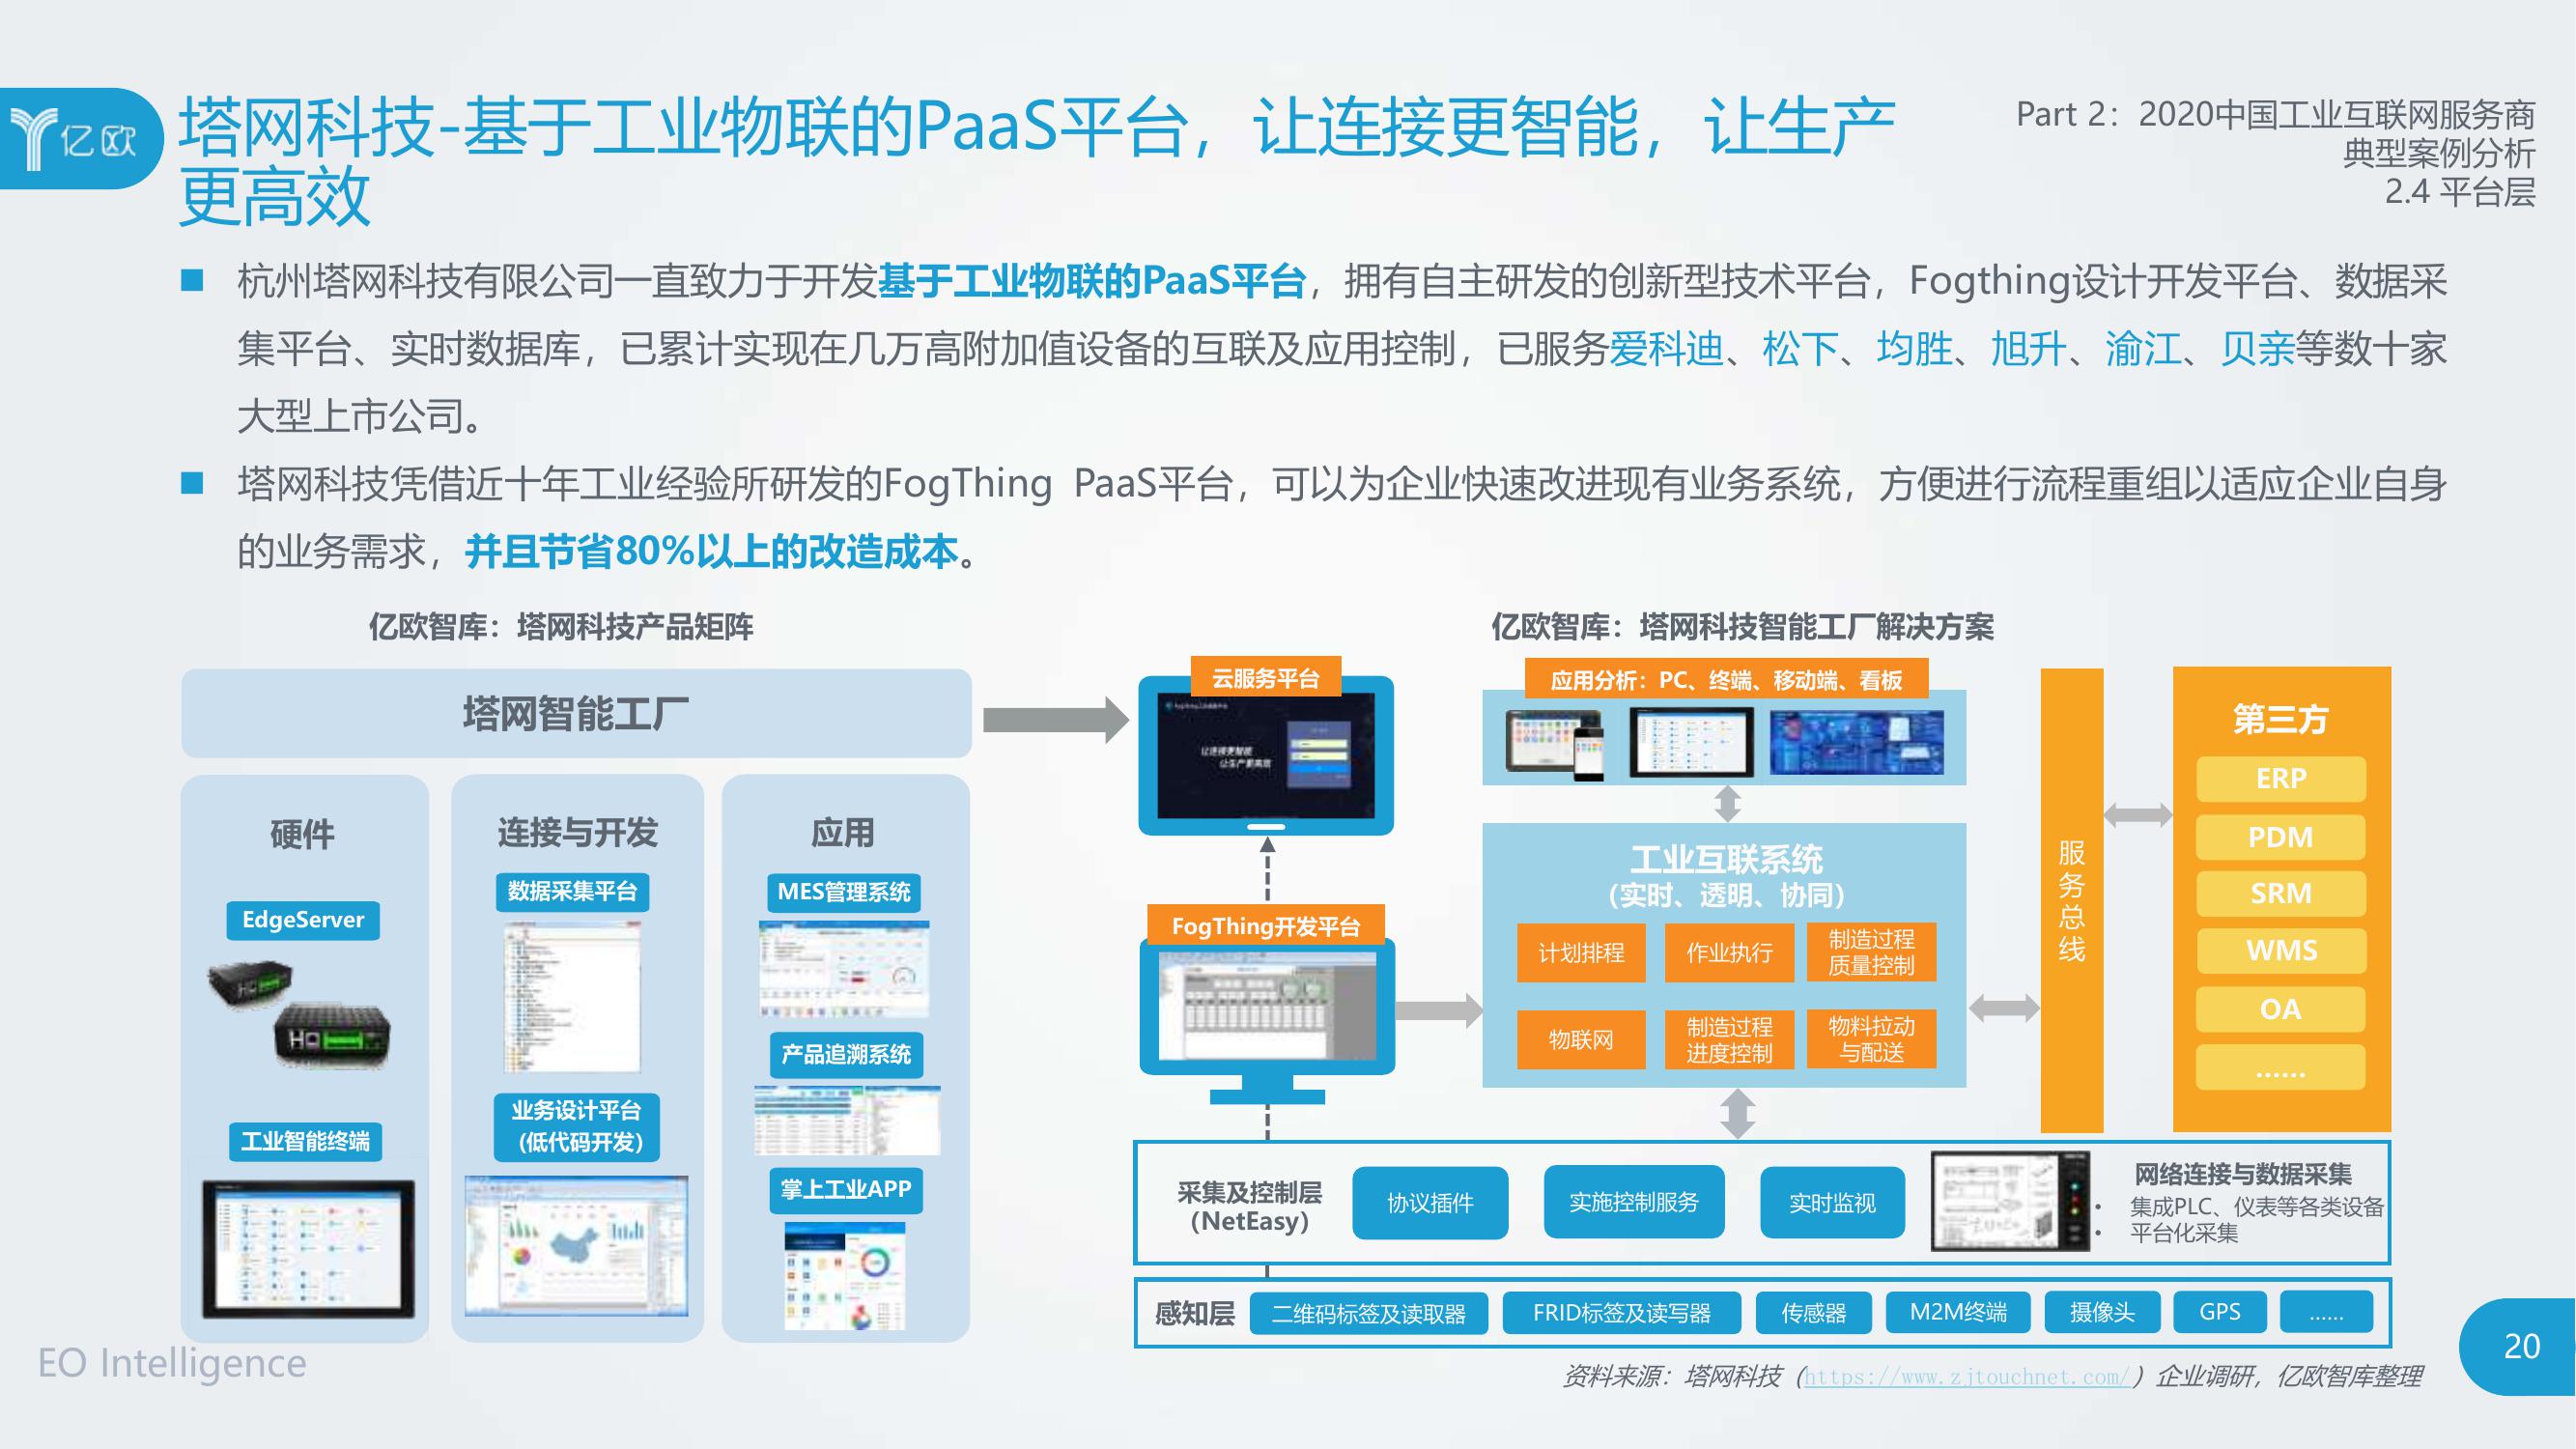 亿欧
塔网科技-基于工业物联的PaaS平台，让连接更智能，让生产
更高效
Part 2：2020中国工业互联网服务商
典型案例分析
2.4 平台层
杭州塔网科技有限公司一直致力于开发基于工业物联的PaaS平台，拥有自主研发的创新型技术平台，Fogthing设计开发平台、数据采
集平台、实时数据库，已累计实现在几万高附加值设备的互联及应用控制，已服务爱科迪、松下、均胜、旭升、渝江、贝亲等数十家
大型上市公司。
塔网科技凭借近十年工业经验所研发的FogThing PaaS平台，可以为企业快速改进现有业务系统，方便进行流程重组以适应企业自身
的业务需求，并且节省80%以上的改造成本。
亿欧智库：塔网科技产品矩阵
塔网智能工厂
硬件
EdgeServer
工业智能终端
连接与开发
数据采集平台
业务设计平台
（低代码开发）
应用
MES管理系统
产品追溯系统
掌上工业APP
亿欧智库：塔网科技智能工厂解决方案
云服务平台
让连接更智能
让生产更高效
FogThing开发平台
应用分析：PC、终端、移动端、看板
工业互联系统
（实时、透明、协同）
计划排程
作业执行
制造过程
质量控制
物联网
制造过程
进度控制
物料拉动
与配送
服
务
总
线
第三方
ERP
PDM
SRM
WMS
OA
……
采集及控制层
（NetEasy）
协议插件
实施控制服务
实时监视
网络连接与数据采集
• 集成PLC、仪表等各类设备
• 平台化采集
感知层
二维码标签及读取器
FRID标签及读写器
传感器
M2M终端
摄像头
GPS
……
EO Intelligence
资料来源：塔网科技（https://www.zjtouchnet.com/）企业调研，亿欧智库整理
20